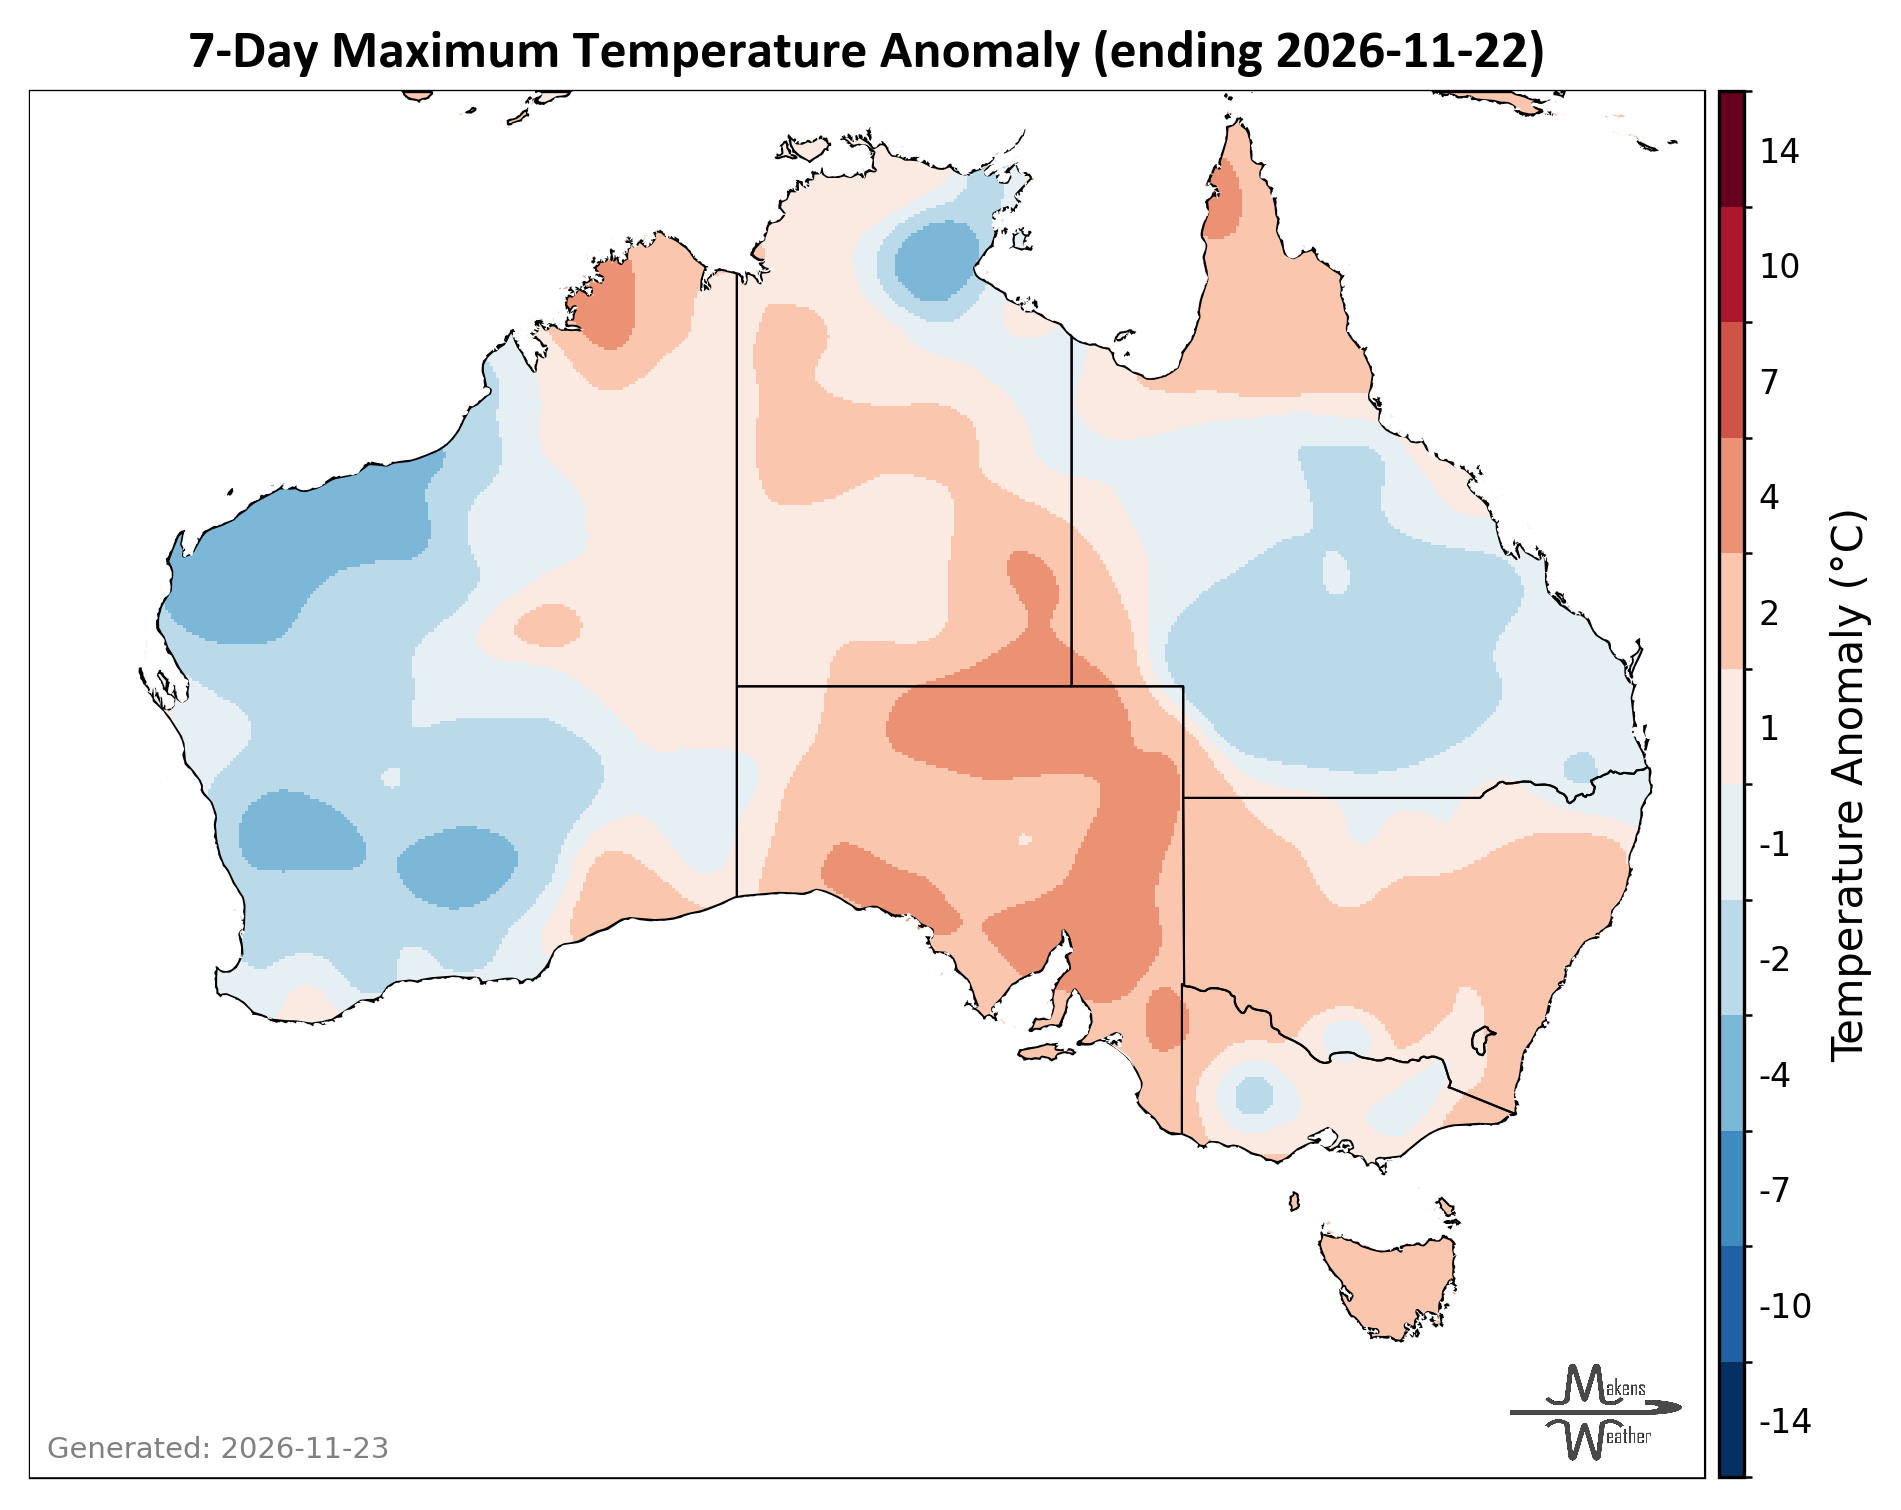 7-Day Maximum Temperature Anomaly (ending 2026-11-22)
14
10
7
4
2
1
-1
-2
-4
-7
-10
-14
Temperature Anomaly (°C)
Makens
Weather
Generated: 2026-11-23